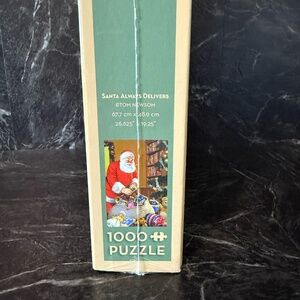 SANTA ALWAYS DELIVERS
©TOM NEWSOM
67.7 cm x 48.9 cm
26.625" x 19.25"
1000
PUZZLE